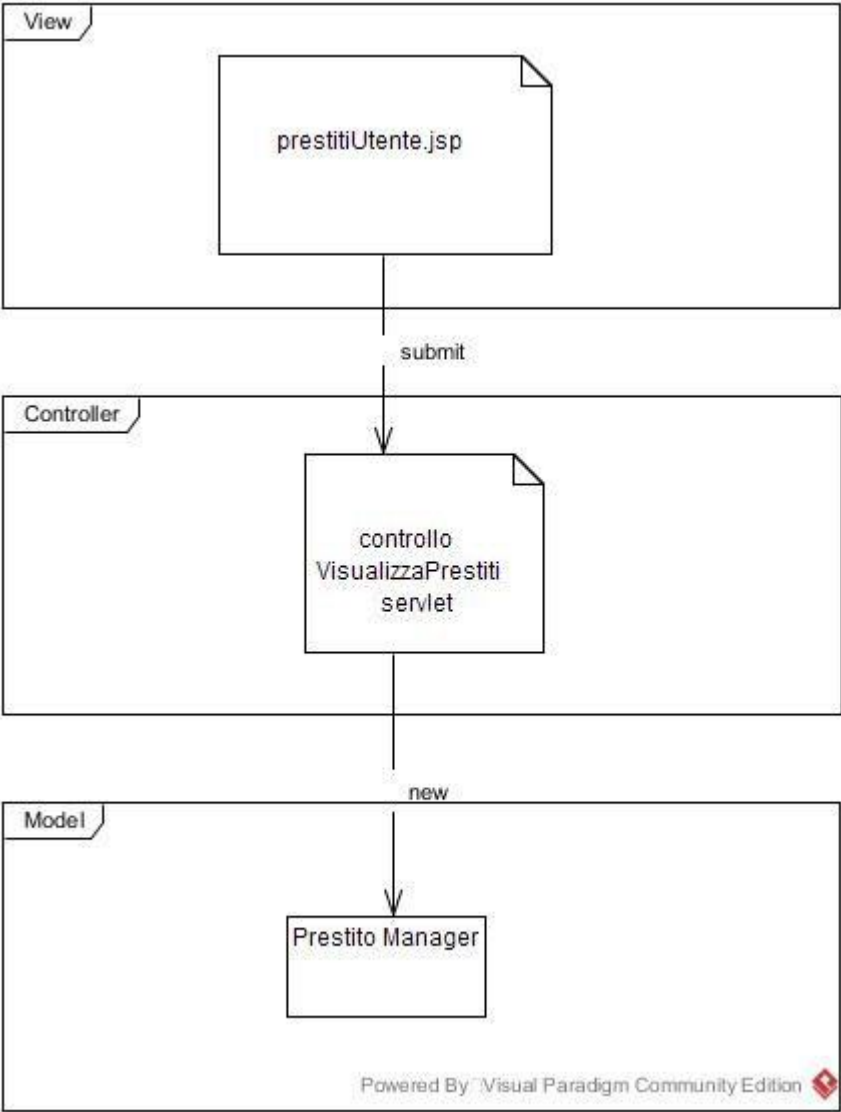 View
prestitiUtente.jsp
submit
Controller
controllo
VisualizzaPrestiti
servlet
new
Model
Prestito Manager
Powered By Visual Paradigm Community Edition